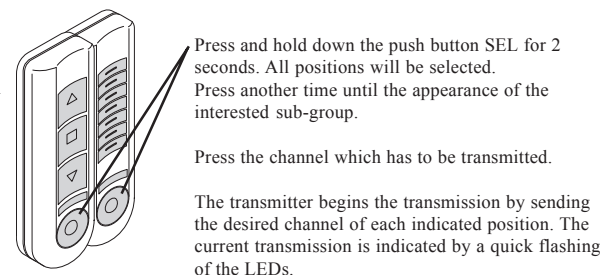 Press and hold down the push button SEL for 2
seconds. All positions will be selected.
Press another time until the appearance of the
interested sub-group.
Press the channel which has to be transmitted.
The transmitter begins the transmission by sending
the desired channel of each indicated position. The
current transmission is indicated by a quick flashing
of the LEDs.